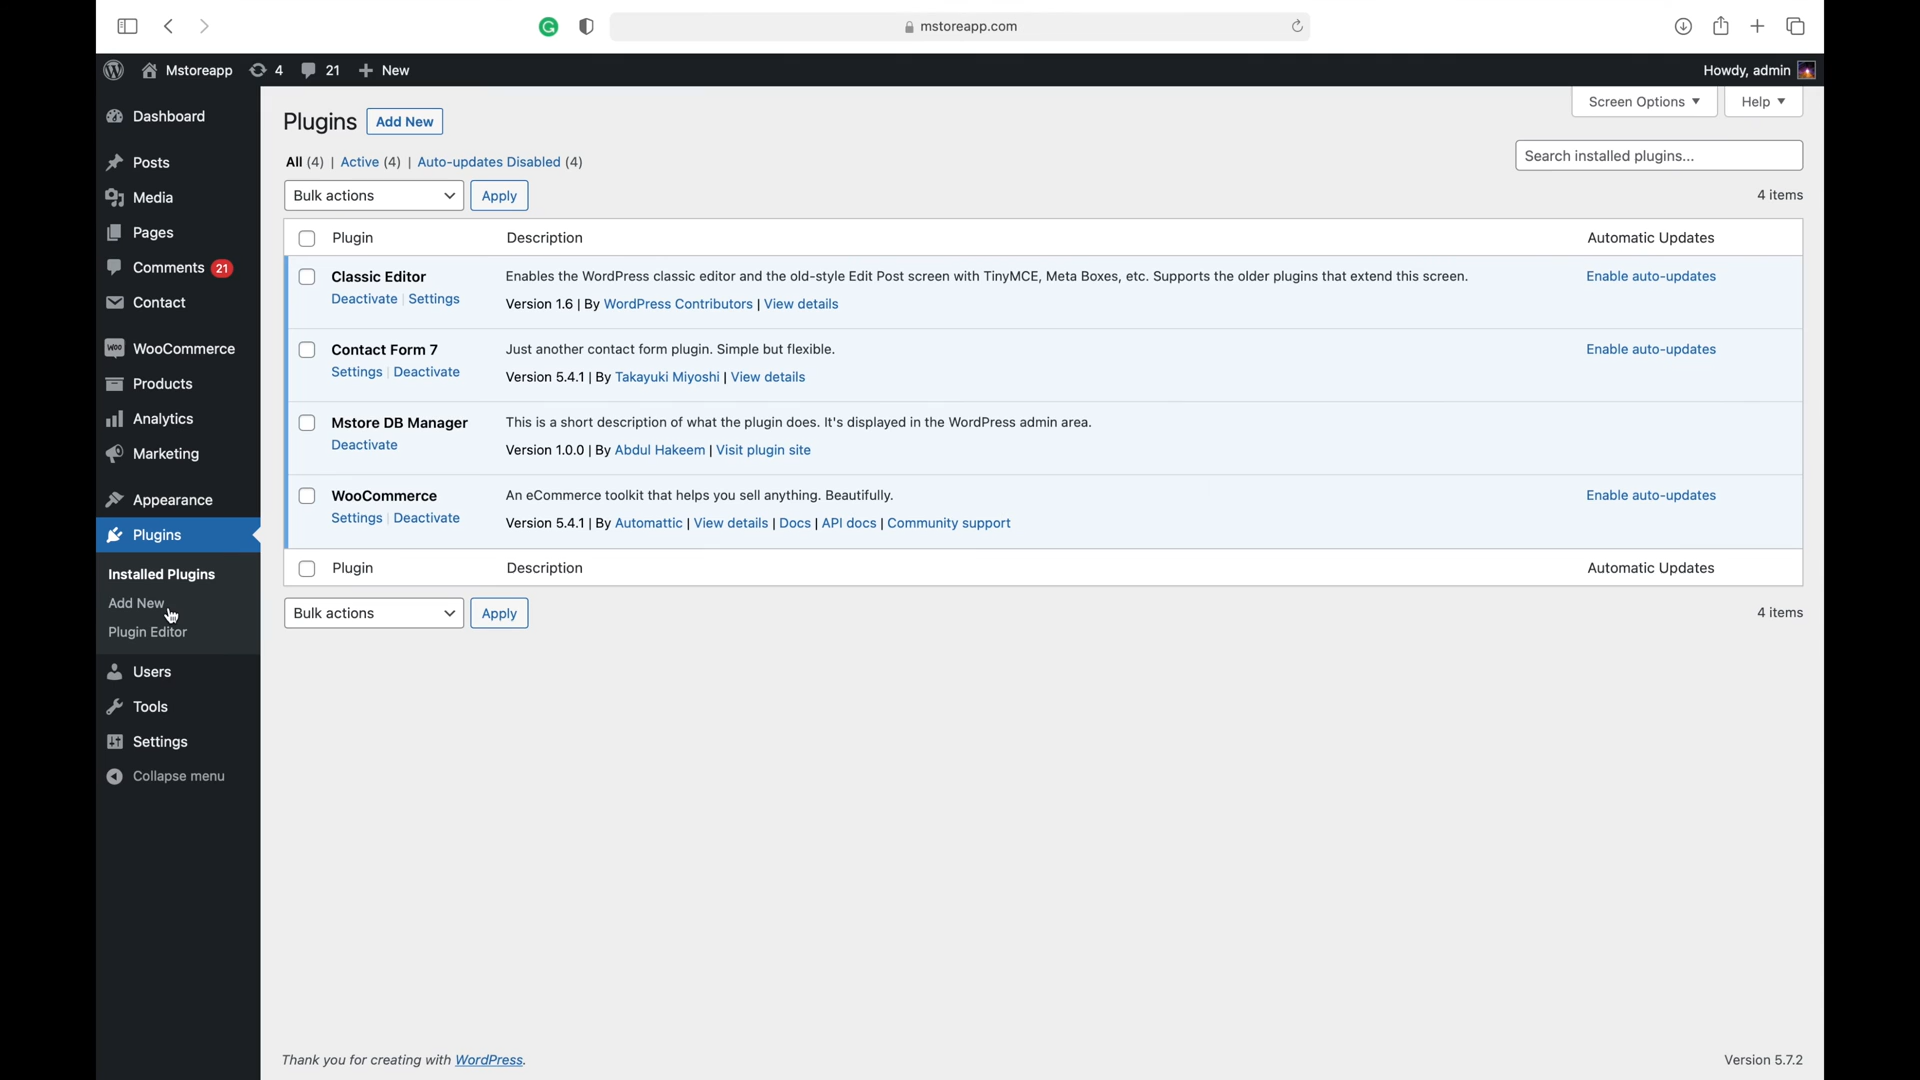 mstoreapp.com
Mstoreapp 4 21 New Howdy, admin
Dashboard
Posts
Media
Pages
Comments 21
Contact
WooCommerce
Products
Analytics
Marketing
Appearance
Plugins
Installed Plugins
Add New
Plugin Editor
Users
Tools
Settings
Collapse menu
Screen Options Help
Plugins Add New
All (4) | Active (4) | Auto-updates Disabled (4)
Search installed plugins...
Bulk actions Apply 4 items
Plugin Description Automatic Updates
Classic Editor Enables the WordPress classic editor and the old-style Edit Post screen with TinyMCE, Meta Boxes, etc. Supports the older plugins that extend this screen. Enable auto-updates
Deactivate | Settings Version 1.6 | By WordPress Contributors | View details
Contact Form 7 Just another contact form plugin. Simple but flexible. Enable auto-updates
Settings | Deactivate Version 5.4.1 | By Takayuki Miyoshi | View details
Mstore DB Manager This is a short description of what the plugin does. It's displayed in the WordPress admin area.
Deactivate Version 1.0.0 | By Abdul Hakeem | Visit plugin site
WooCommerce An eCommerce toolkit that helps you sell anything. Beautifully. Enable auto-updates
Settings | Deactivate Version 5.4.1 | By Automattic | View details | Docs | API docs | Community support
Plugin Description Automatic Updates
Bulk actions Apply 4 items
Thank you for creating with WordPress. Version 5.7.2